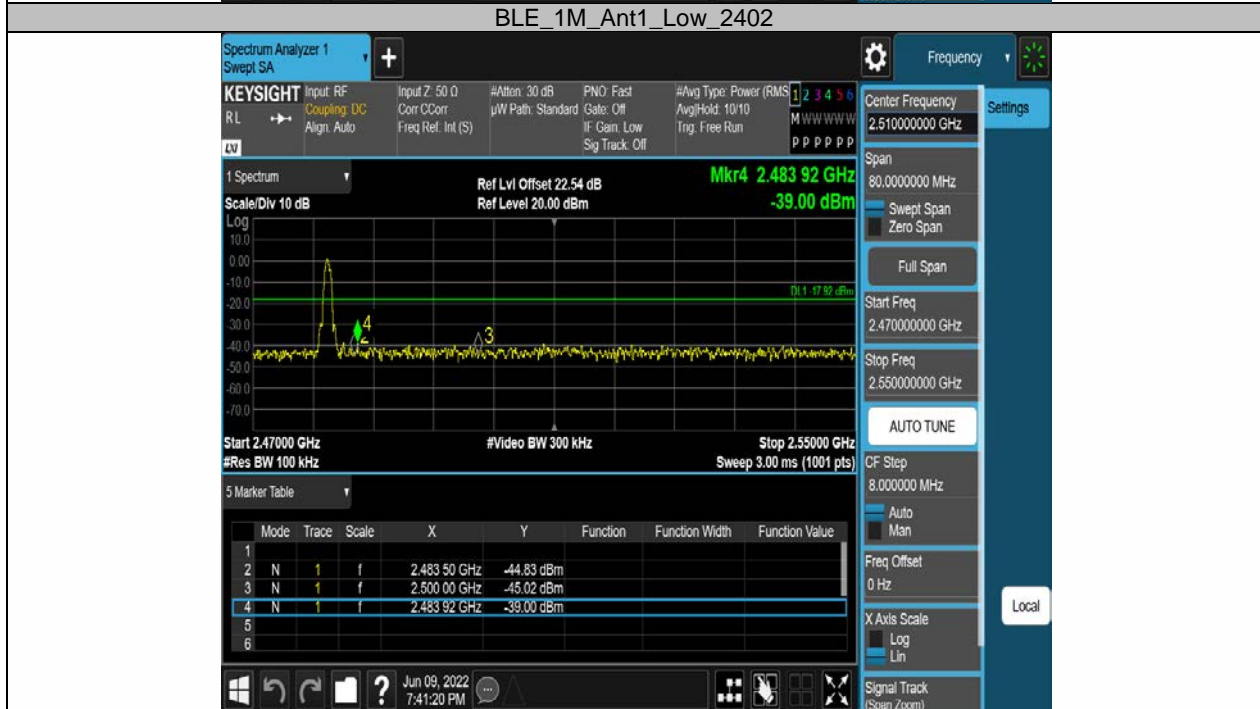 BLE_1M_Ant1_Low_2402
Spectrum Analyzer 1
Swept SA
+
Frequency
KEYSIGHT
RL
LXI
Input: RF
Coupling: DC
Align: Auto
Input Z: 50 Ω
Corr CCorr
Freq Ref: Int (S)
#Atten: 30 dB
µW Path: Standard
PNO: Fast
Gate: Off
IF Gain: Low
Sig Track: Off
#Avg Type: Power (RMS
Avg|Hold: 10/10
Trig: Free Run
1 2 3 4 5 6
M W W W W W
P P P P P P
Center Frequency
2.510000000 GHz
Settings
1 Spectrum
Scale/Div 10 dB
Ref Lvl Offset 22.54 dB
Ref Level 20.00 dBm
Mkr4 2.483 92 GHz
-39.00 dBm
Log
10.0
0.00
-10.0
-20.0
-30.0
-40.0
-50.0
-60.0
-70.0
DL1 -17.92 dBm
4
2
3
Start 2.47000 GHz
#Res BW 100 kHz
#Video BW 300 kHz
Stop 2.55000 GHz
Sweep 3.00 ms (1001 pts)
Span
80.0000000 MHz
Swept Span
Zero Span
Full Span
Start Freq
2.470000000 GHz
Stop Freq
2.550000000 GHz
AUTO TUNE
CF Step
8.000000 MHz
Auto
Man
Freq Offset
0 Hz
X Axis Scale
Log
Lin
Signal Track
(Span Zoom)
Local
5 Marker Table
Mode Trace Scale X Y Function Function Width Function Value
1
2 N 1 f 2.483 50 GHz -44.83 dBm
3 N 1 f 2.500 00 GHz -45.02 dBm
4 N 1 f 2.483 92 GHz -39.00 dBm
5
6
?
Jun 09, 2022
7:41:20 PM